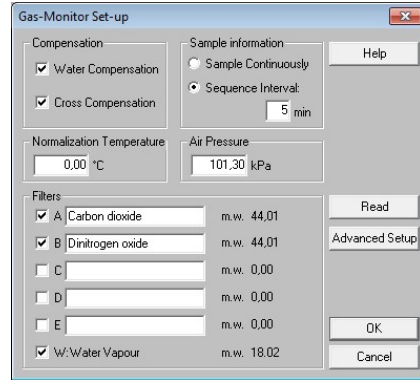 Gas-Monitor Set-up
Compensation
Water Compensation
Cross Compensation
Sample information
Sample Continuously
Sequence Interval:
5 min
Help
Normalization Temperature
0,00 °C
Air Pressure
101,30 kPa
Filters
A Carbon dioxide m.w. 44,01
B Dinitrogen oxide m.w. 44,01
C m.w. 0,00
D m.w. 0,00
E m.w. 0,00
W: Water Vapour m.w. 18.02
Read
Advanced Setup
OK
Cancel